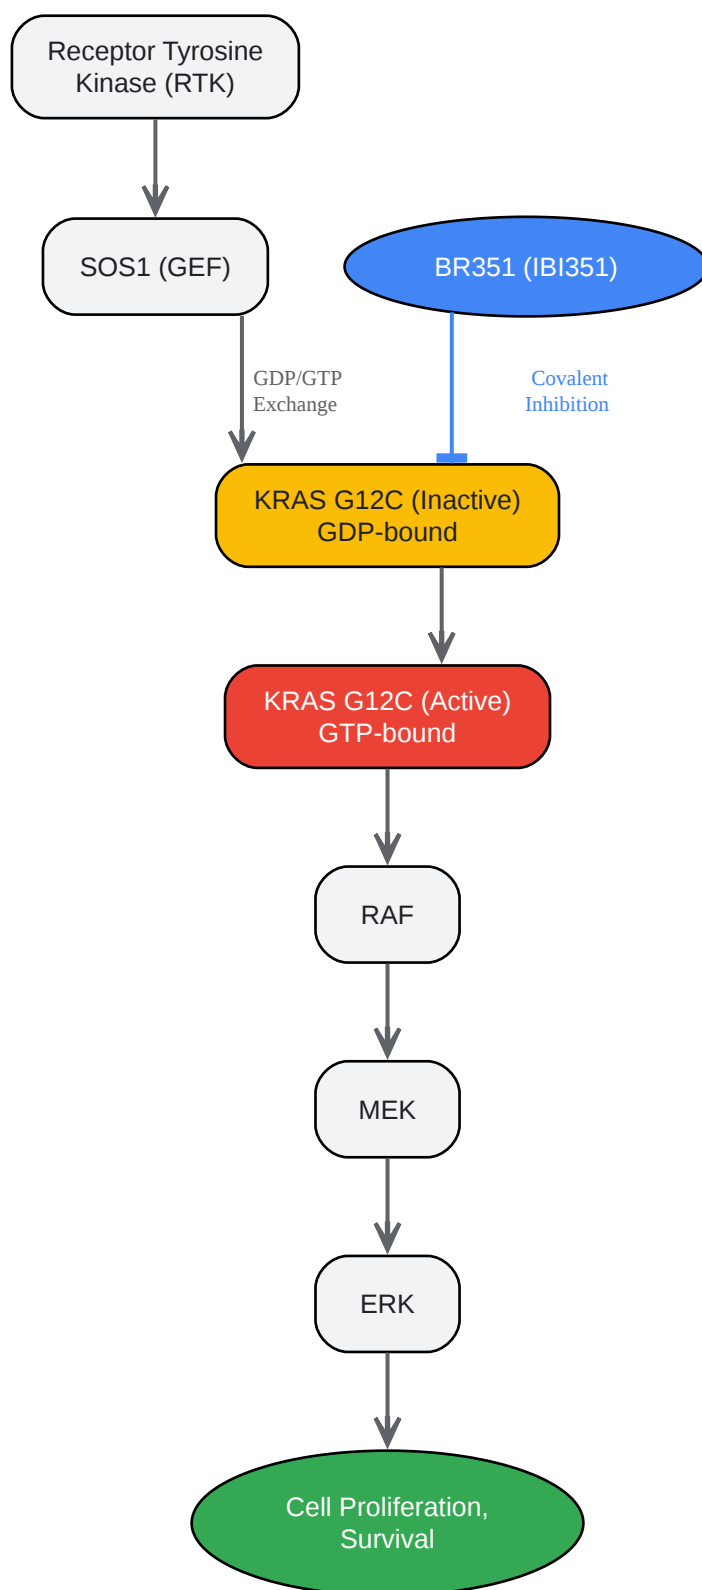 Receptor Tyrosine
Kinase (RTK)
SOS1 (GEF)
BR351 (IBI351)
GDP/GTP
Exchange
Covalent
Inhibition
KRAS G12C (Inactive)
GDP-bound
KRAS G12C (Active)
GTP-bound
RAF
MEK
ERK
Cell Proliferation,
Survival